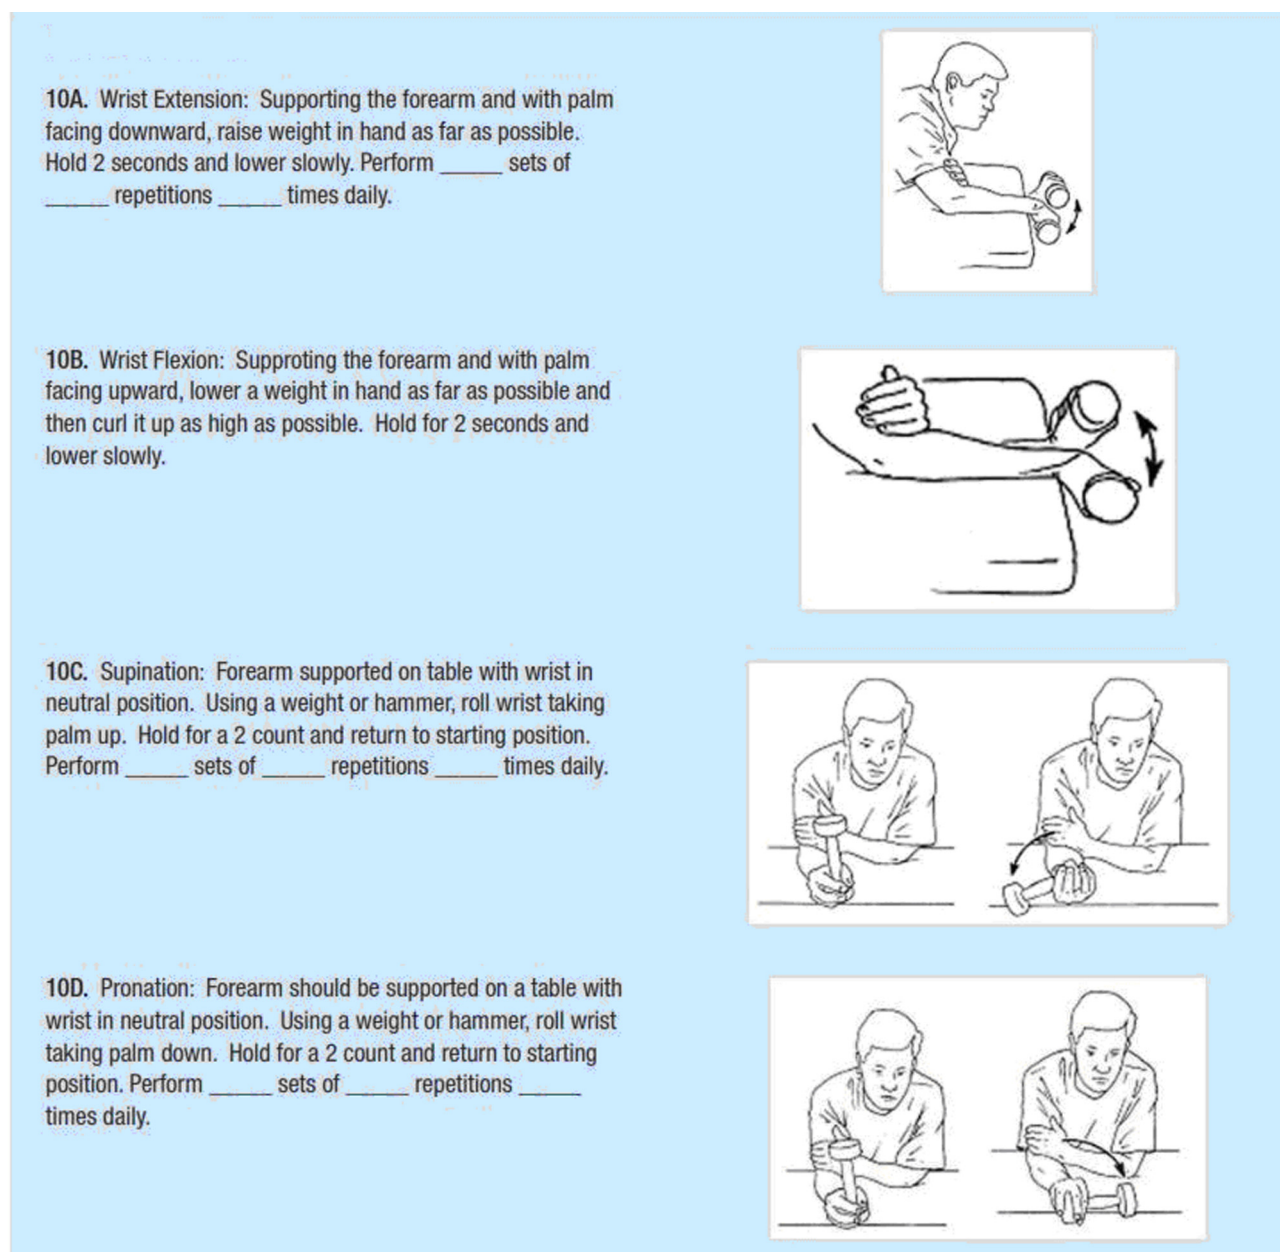 10A. Wrist Extension: Supporting the forearm and with palm
facing downward, raise weight in hand as far as possible.
Hold 2 seconds and lower slowly. Perform _____ sets of
_____ repetitions _____ times daily.
10B. Wrist Flexion: Supproting the forearm and with palm
facing upward, lower a weight in hand as far as possible and
then curl it up as high as possible. Hold for 2 seconds and
lower slowly.
10C. Supination: Forearm supported on table with wrist in
neutral position. Using a weight or hammer, roll wrist taking
palm up. Hold for a 2 count and return to starting position.
Perform _____ sets of _____ repetitions _____ times daily.
10D. Pronation: Forearm should be supported on a table with
wrist in neutral position. Using a weight or hammer, roll wrist
taking palm down. Hold for a 2 count and return to starting
position. Perform _____ sets of _____ repetitions _____
times daily.